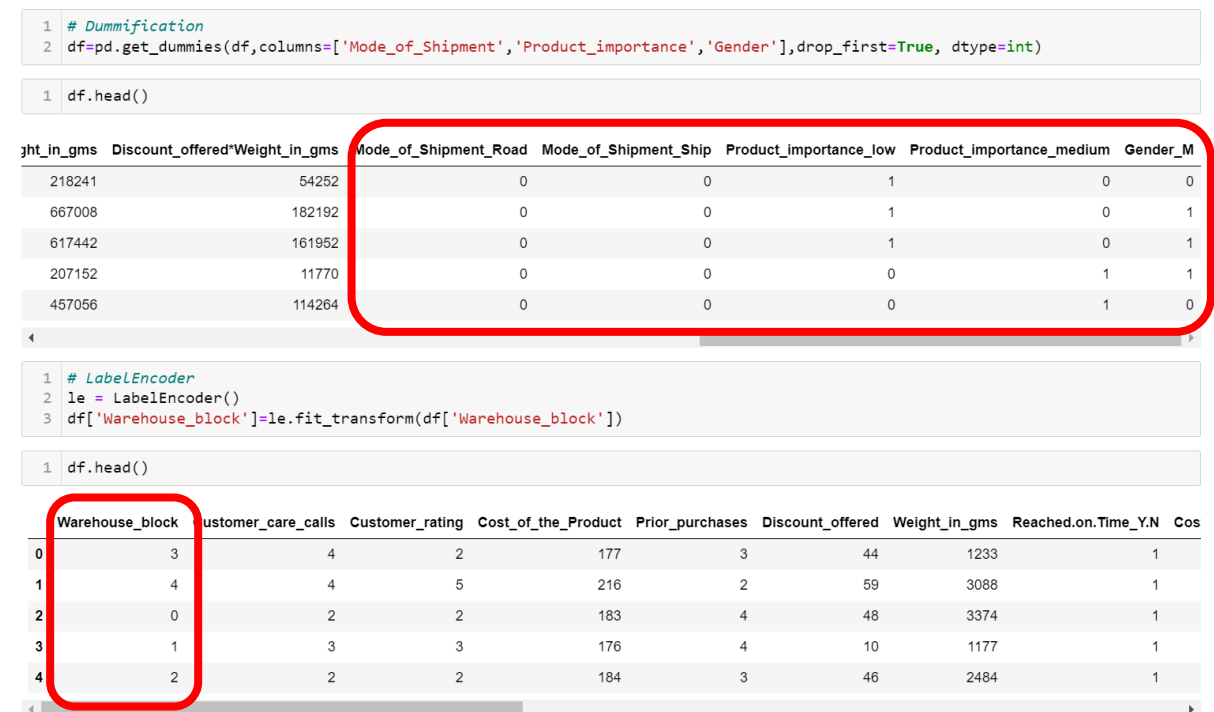 1 # Dummification
2 df=pd.get_dummies(df,columns=['Mode_of_Shipment','Product_importance','Gender'],drop_first=True, dtype=int)
1 df.head()
ght_in_gms Discount_offered*Weight_in_gms Mode_of_Shipment_Road Mode_of_Shipment_Ship Product_importance_low Product_importance_medium Gender_M
218241 54252 0 0 1 0 0
667008 182192 0 0 1 0 1
617442 161952 0 0 1 0 1
207152 11770 0 0 0 1 1
457056 114264 0 0 0 1 0
1 # LabelEncoder
2 le = LabelEncoder()
3 df['Warehouse_block']=le.fit_transform(df['Warehouse_block'])
1 df.head()
Warehouse_block Customer_care_calls Customer_rating Cost_of_the_Product Prior_purchases Discount_offered Weight_in_gms Reached.on.Time_Y.N Cos
0 3 4 2 177 3 44 1233 1
1 4 4 5 216 2 59 3088 1
2 0 2 2 183 4 48 3374 1
3 1 3 3 176 4 10 1177 1
4 2 2 2 184 3 46 2484 1